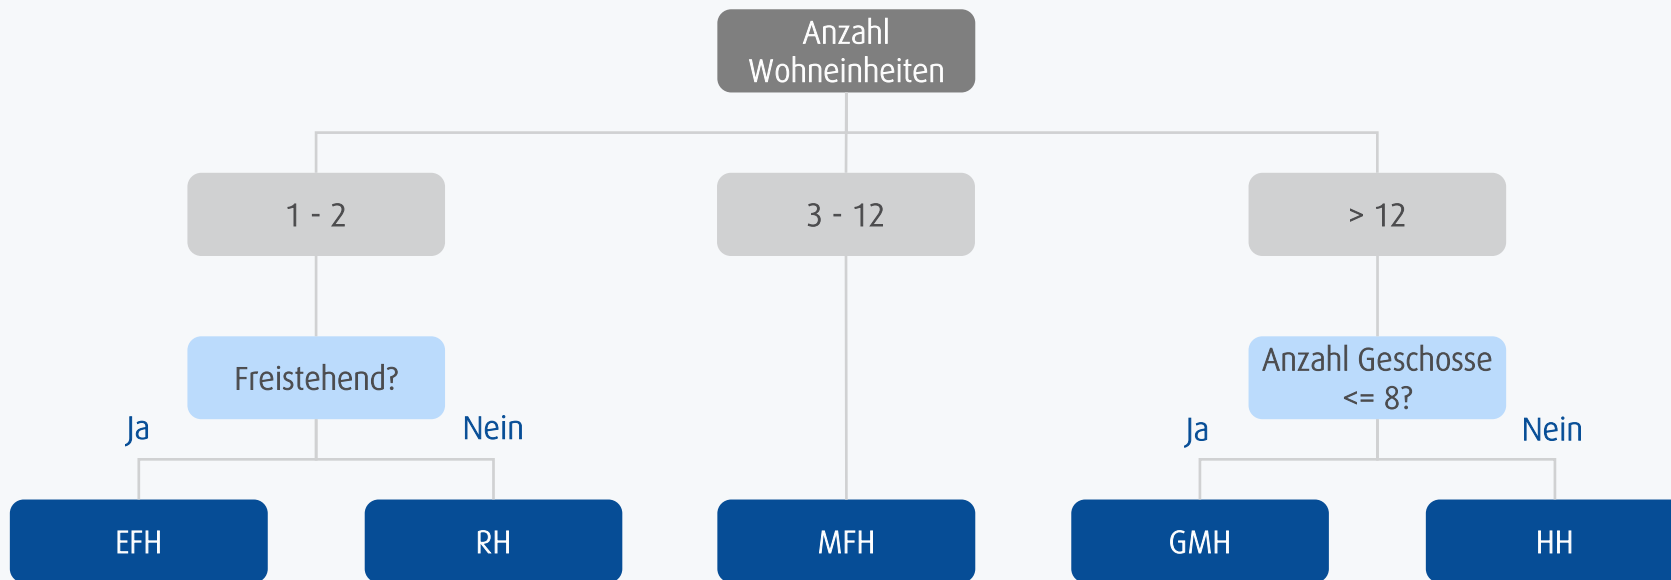 Anzahl
Wohneinheiten
1 - 2
3 - 12
> 12
Freistehend?
Anzahl Geschosse
<= 8?
Ja
Nein
Ja
Nein
EFH
RH
MFH
GMH
HH